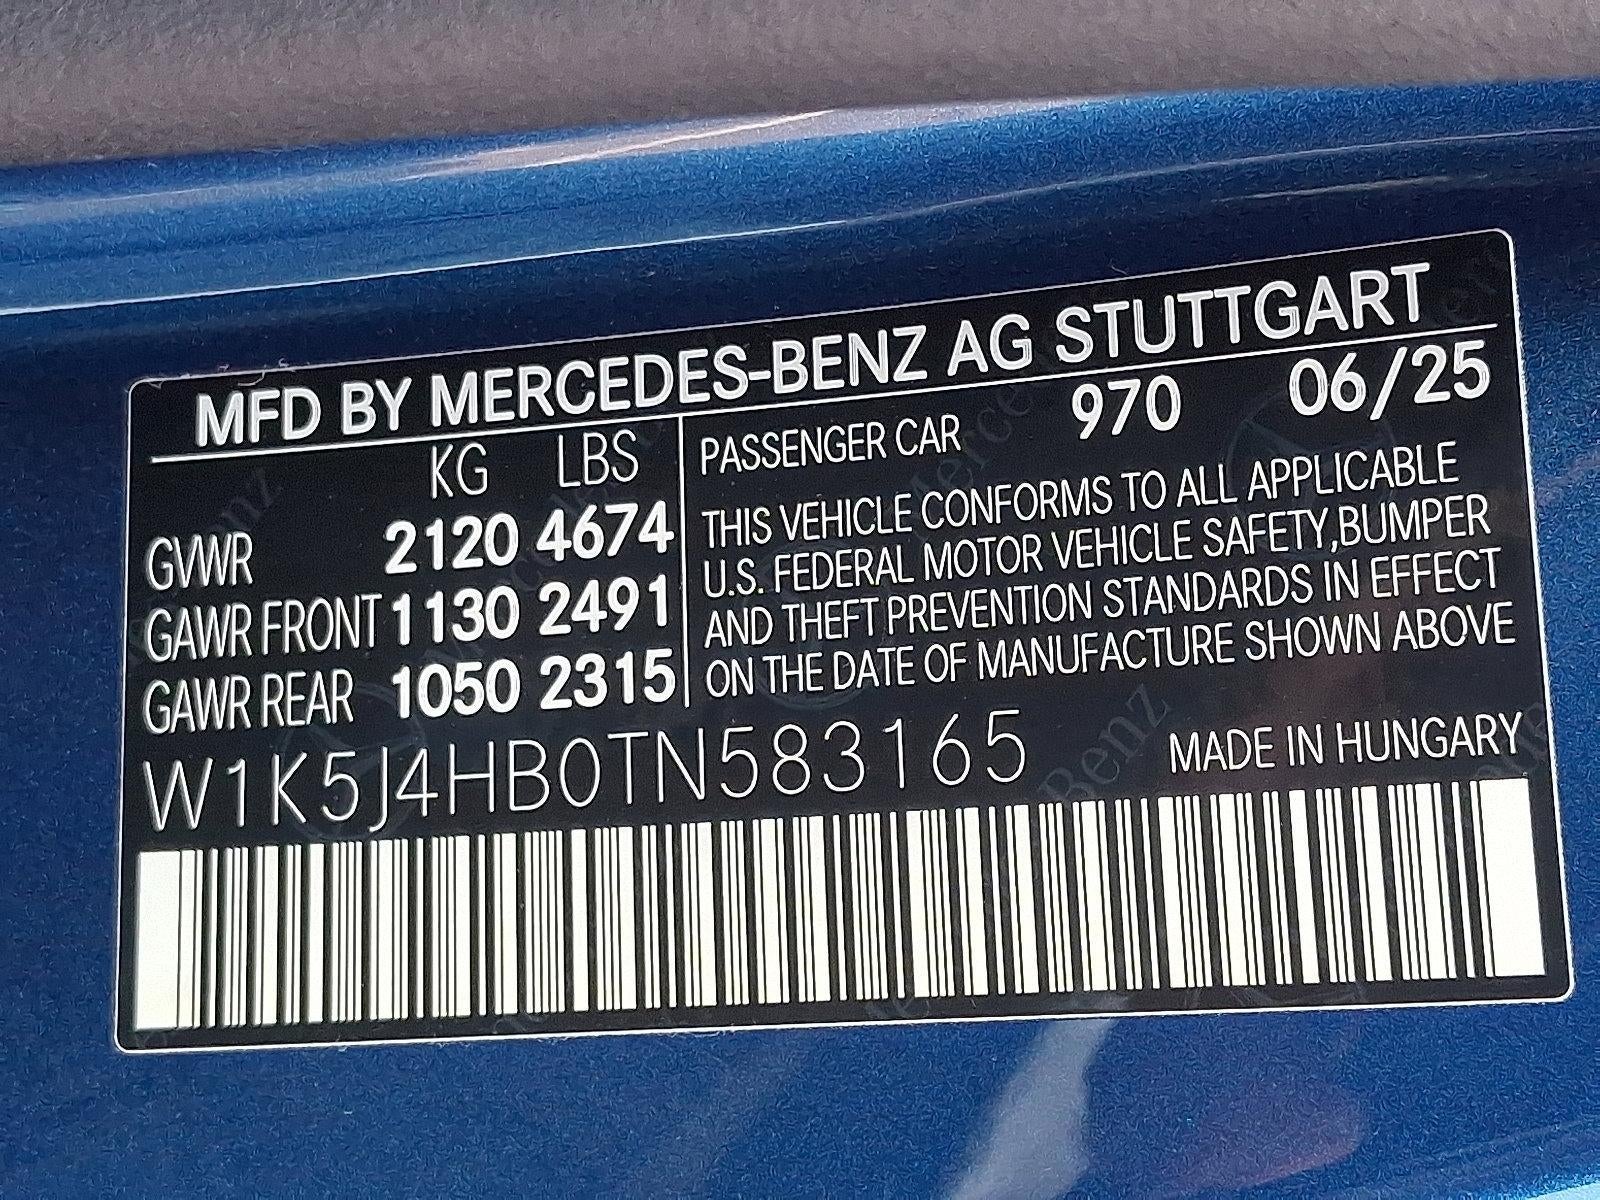 MFD BY MERCEDES-BENZ AG STUTTGART
KG LBS
GVWR 2120 4674
GAWR FRONT 1130 2491
GAWR REAR 1050 2315
PASSENGER CAR 970 06/25
THIS VEHICLE CONFORMS TO ALL APPLICABLE
U.S. FEDERAL MOTOR VEHICLE SAFETY,BUMPER
AND THEFT PREVENTION STANDARDS IN EFFECT
ON THE DATE OF MANUFACTURE SHOWN ABOVE
W1K5J4HB0TN583165
MADE IN HUNGARY